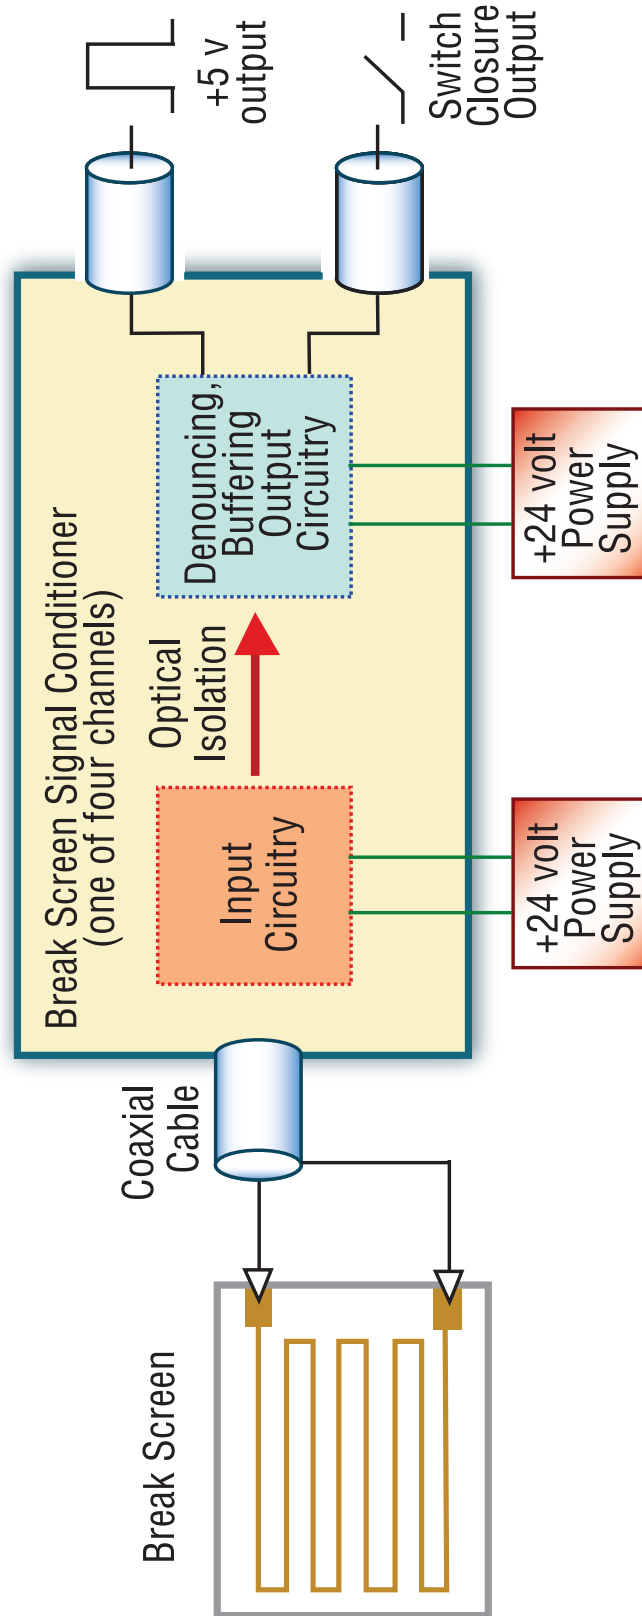 Break Screen
Coaxial
Cable
Break Screen Signal Conditioner
(one of four channels)
Input
Circuitry
Optical
Isolation
Denouncing,
Buffering
Output
Circuitry
+24 volt
Power
Supply
+24 volt
Power
Supply
+5 v
output
Switch
Closure
Output